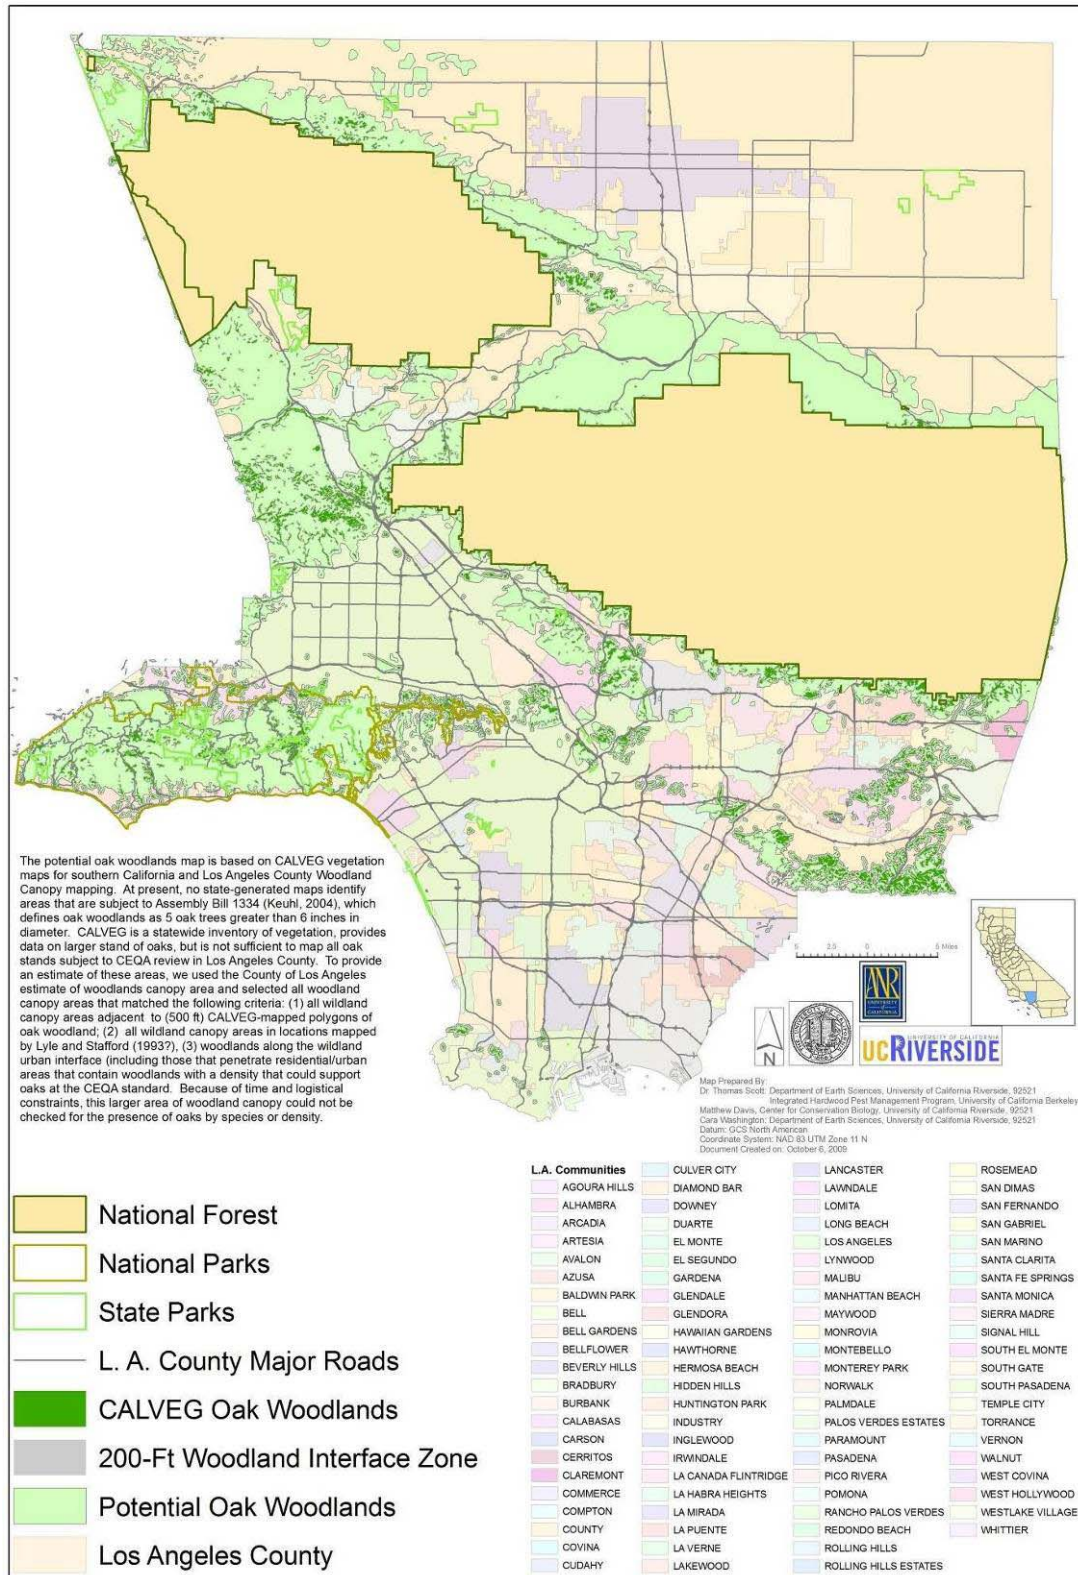 The potential oak woodlands map is based on CALVEG vegetation
maps for southern California and Los Angeles County Woodland
Canopy mapping. At present, no state-generated maps identify
areas that are subject to Assembly Bill 1334 (Keuhl, 2004), which
defines oak woodlands as 5 oak trees greater than 6 inches in
diameter. CALVEG is a statewide inventory of vegetation, provides
data on larger stand of oaks, but is not sufficient to map all oak
stands subject to CEQA review in Los Angeles County. To provide
an estimate of these areas, we used the County of Los Angeles
estimate of woodlands canopy area and selected all woodland
canopy areas that matched the following criteria: (1) all wildland
canopy areas adjacent to (500 ft) CALVEG-mapped polygons of
oak woodland; (2) all wildland canopy areas in locations mapped
by Lyle and Stafford (1993?), (3) woodlands along the wildland
urban interface (including those that penetrate residential/urban
areas that contain woodlands with a density that could support
oaks at the CEQA standard. Because of time and logistical
constraints, this larger area of woodland canopy could not be
checked for the presence of oaks by species or density.
5 2.5 0 5 Miles
ANR
UNIVERSITY of CALIFORNIA
N
UNIVERSITY OF CALIFORNIA
UCRIVERSIDE
Map Prepared By:
Dr. Thomas Scott: Department of Earth Sciences, University of California Riverside, 92521
Integrated Hardwood Pest Management Program, University of California Berkeley
Matthew Davis, Center for Conservation Biology, University of California Riverside, 92521
Cara Washington: Department of Earth Sciences, University of California Riverside, 92521
Datum: GCS North American
Coordinate System: NAD 83 UTM Zone 11 N
Document Created on: October 6, 2009
National Forest
National Parks
State Parks
L. A. County Major Roads
CALVEG Oak Woodlands
200-Ft Woodland Interface Zone
Potential Oak Woodlands
Los Angeles County
L.A. Communities
AGOURA HILLS
ALHAMBRA
ARCADIA
ARTESIA
AVALON
AZUSA
BALDWIN PARK
BELL
BELL GARDENS
BELLFLOWER
BEVERLY HILLS
BRADBURY
BURBANK
CALABASAS
CARSON
CERRITOS
CLAREMONT
COMMERCE
COMPTON
COUNTY
COVINA
CUDAHY
CULVER CITY
DIAMOND BAR
DOWNEY
DUARTE
EL MONTE
EL SEGUNDO
GARDENA
GLENDALE
GLENDORA
HAWAIIAN GARDENS
HAWTHORNE
HERMOSA BEACH
HIDDEN HILLS
HUNTINGTON PARK
INDUSTRY
INGLEWOOD
IRWINDALE
LA CANADA FLINTRIDGE
LA HABRA HEIGHTS
LA MIRADA
LA PUENTE
LA VERNE
LAKEWOOD
LANCASTER
LAWNDALE
LOMITA
LONG BEACH
LOS ANGELES
LYNWOOD
MALIBU
MANHATTAN BEACH
MAYWOOD
MONROVIA
MONTEBELLO
MONTEREY PARK
NORWALK
PALMDALE
PALOS VERDES ESTATES
PARAMOUNT
PASADENA
PICO RIVERA
POMONA
RANCHO PALOS VERDES
REDONDO BEACH
ROLLING HILLS
ROLLING HILLS ESTATES
ROSEMEAD
SAN DIMAS
SAN FERNANDO
SAN GABRIEL
SAN MARINO
SANTA CLARITA
SANTA FE SPRINGS
SANTA MONICA
SIERRA MADRE
SIGNAL HILL
SOUTH EL MONTE
SOUTH GATE
SOUTH PASADENA
TEMPLE CITY
TORRANCE
VERNON
WALNUT
WEST COVINA
WEST HOLLYWOOD
WESTLAKE VILLAGE
WHITTIER